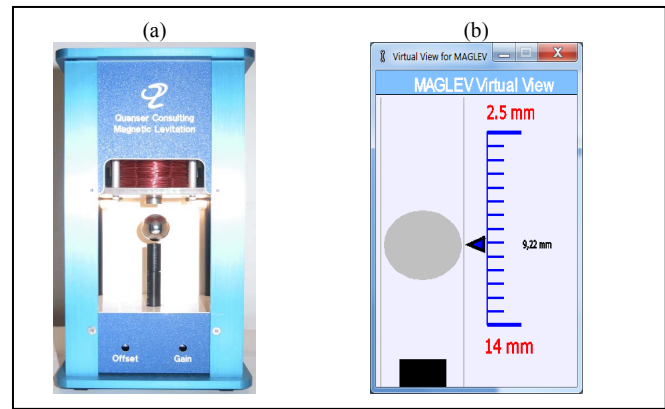 (a)
Quanser Consulting
Magnetic Levitation
Offset
Gain
(b)
Virtual View for MAGLEV
MAGLEV Virtual View
2.5 mm
9,22 mm
14 mm